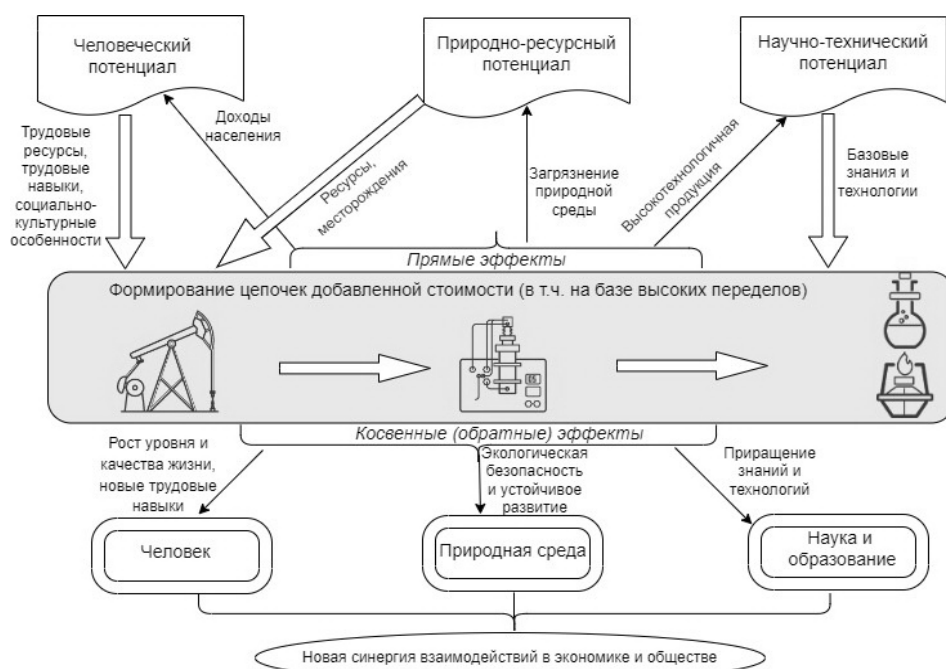 Человеческий
потенциал
Природно-ресурсный
потенциал
Научно-технический
потенциал
Трудовые
ресурсы,
трудовые
навыки,
социально-
культурные
особенности
Доходы
населения
Ресурсы,
месторождения
Загрязнение
природной
среды
Высокотехнологичная
продукция
Базовые
знания и
технологии
Прямые эффекты
Формирование цепочек добавленной стоимости (в т.ч. на базе высоких переделов)
Косвенные (обратные) эффекты
Рост уровня и
качества жизни,
новые трудовые
навыки
Экологическая
безопасность
и устойчивое
развитие
Приращение
знаний и
технологий
Человек
Природная среда
Наука и
образование
Новая синергия взаимодействий в экономике и обществе